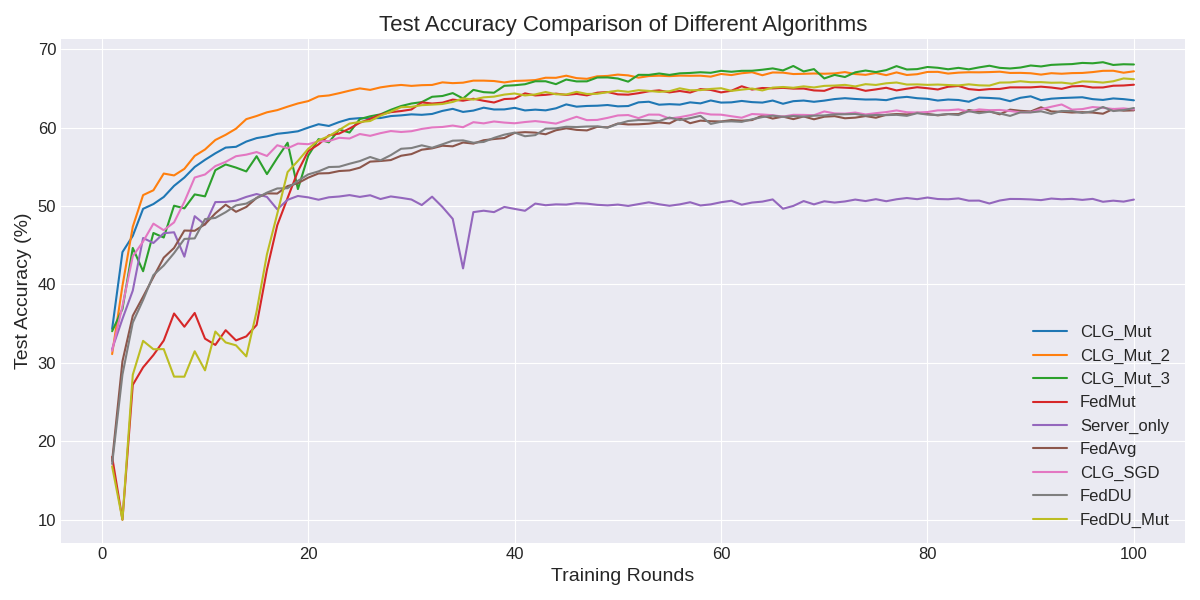 Test Accuracy Comparison of Different Algorithms
Test Accuracy (%)
70
60
50
40
30
20
10
0
20
40
60
80
100
Training Rounds
CLG_Mut
CLG_Mut_2
CLG_Mut_3
FedMut
Server_only
FedAvg
CLG_SGD
FedDU
FedDU_Mut